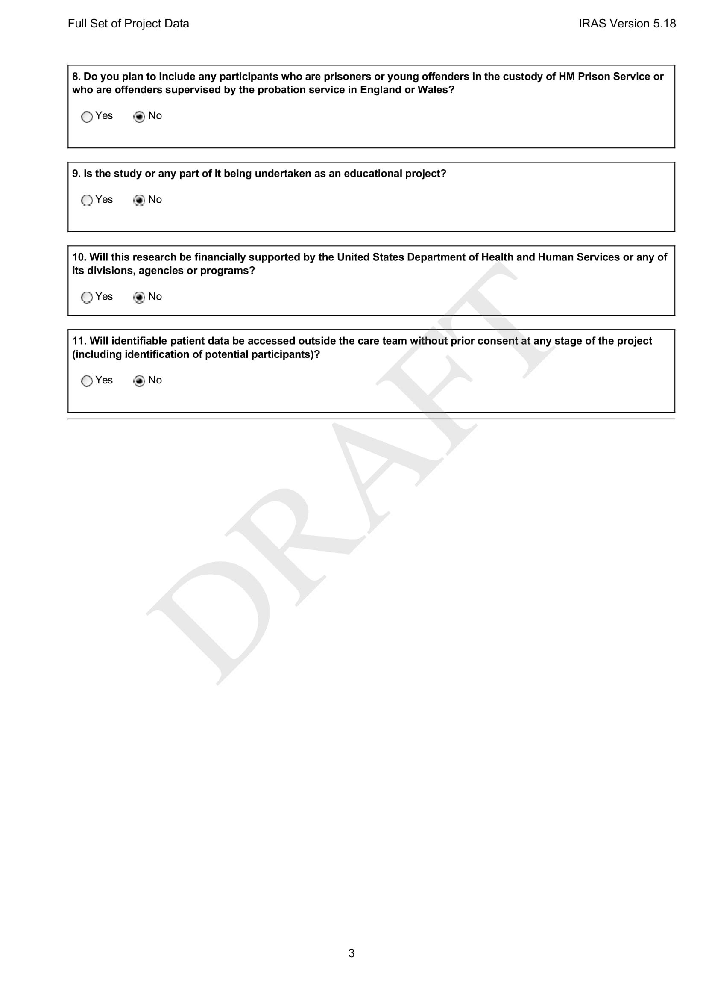 Full Set of Project Data IRAS Version 5.18
8. Do you plan to include any participants who are prisoners or young offenders in the custody of HM Prison Service or
who are offenders supervised by the probation service in England or Wales?
Yes No
9. Is the study or any part of it being undertaken as an educational project?
Yes No
10. Will this research be financially supported by the United States Department of Health and Human Services or any of
its divisions, agencies or programs?
Yes No
11. Will identifiable patient data be accessed outside the care team without prior consent at any stage of the project
(including identification of potential participants)?
Yes No
DRAFT
3